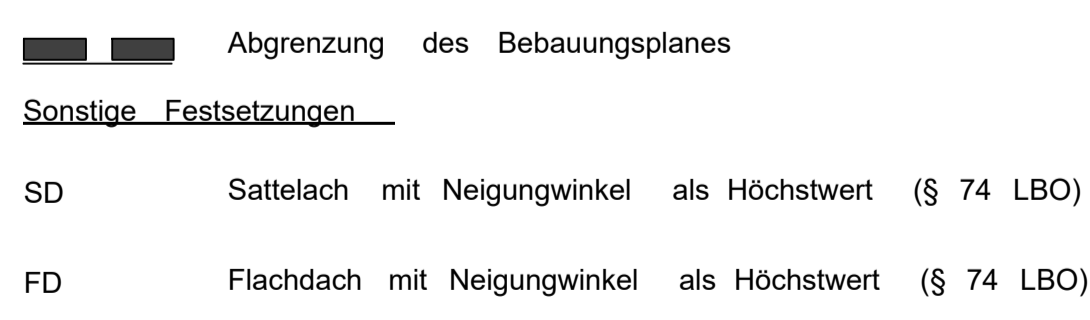 Abgrenzung des Bebauungsplanes
Sonstige Festsetzungen
SD Sattelach mit Neigungwinkel als Höchstwert (§ 74 LBO)
FD Flachdach mit Neigungwinkel als Höchstwert (§ 74 LBO)